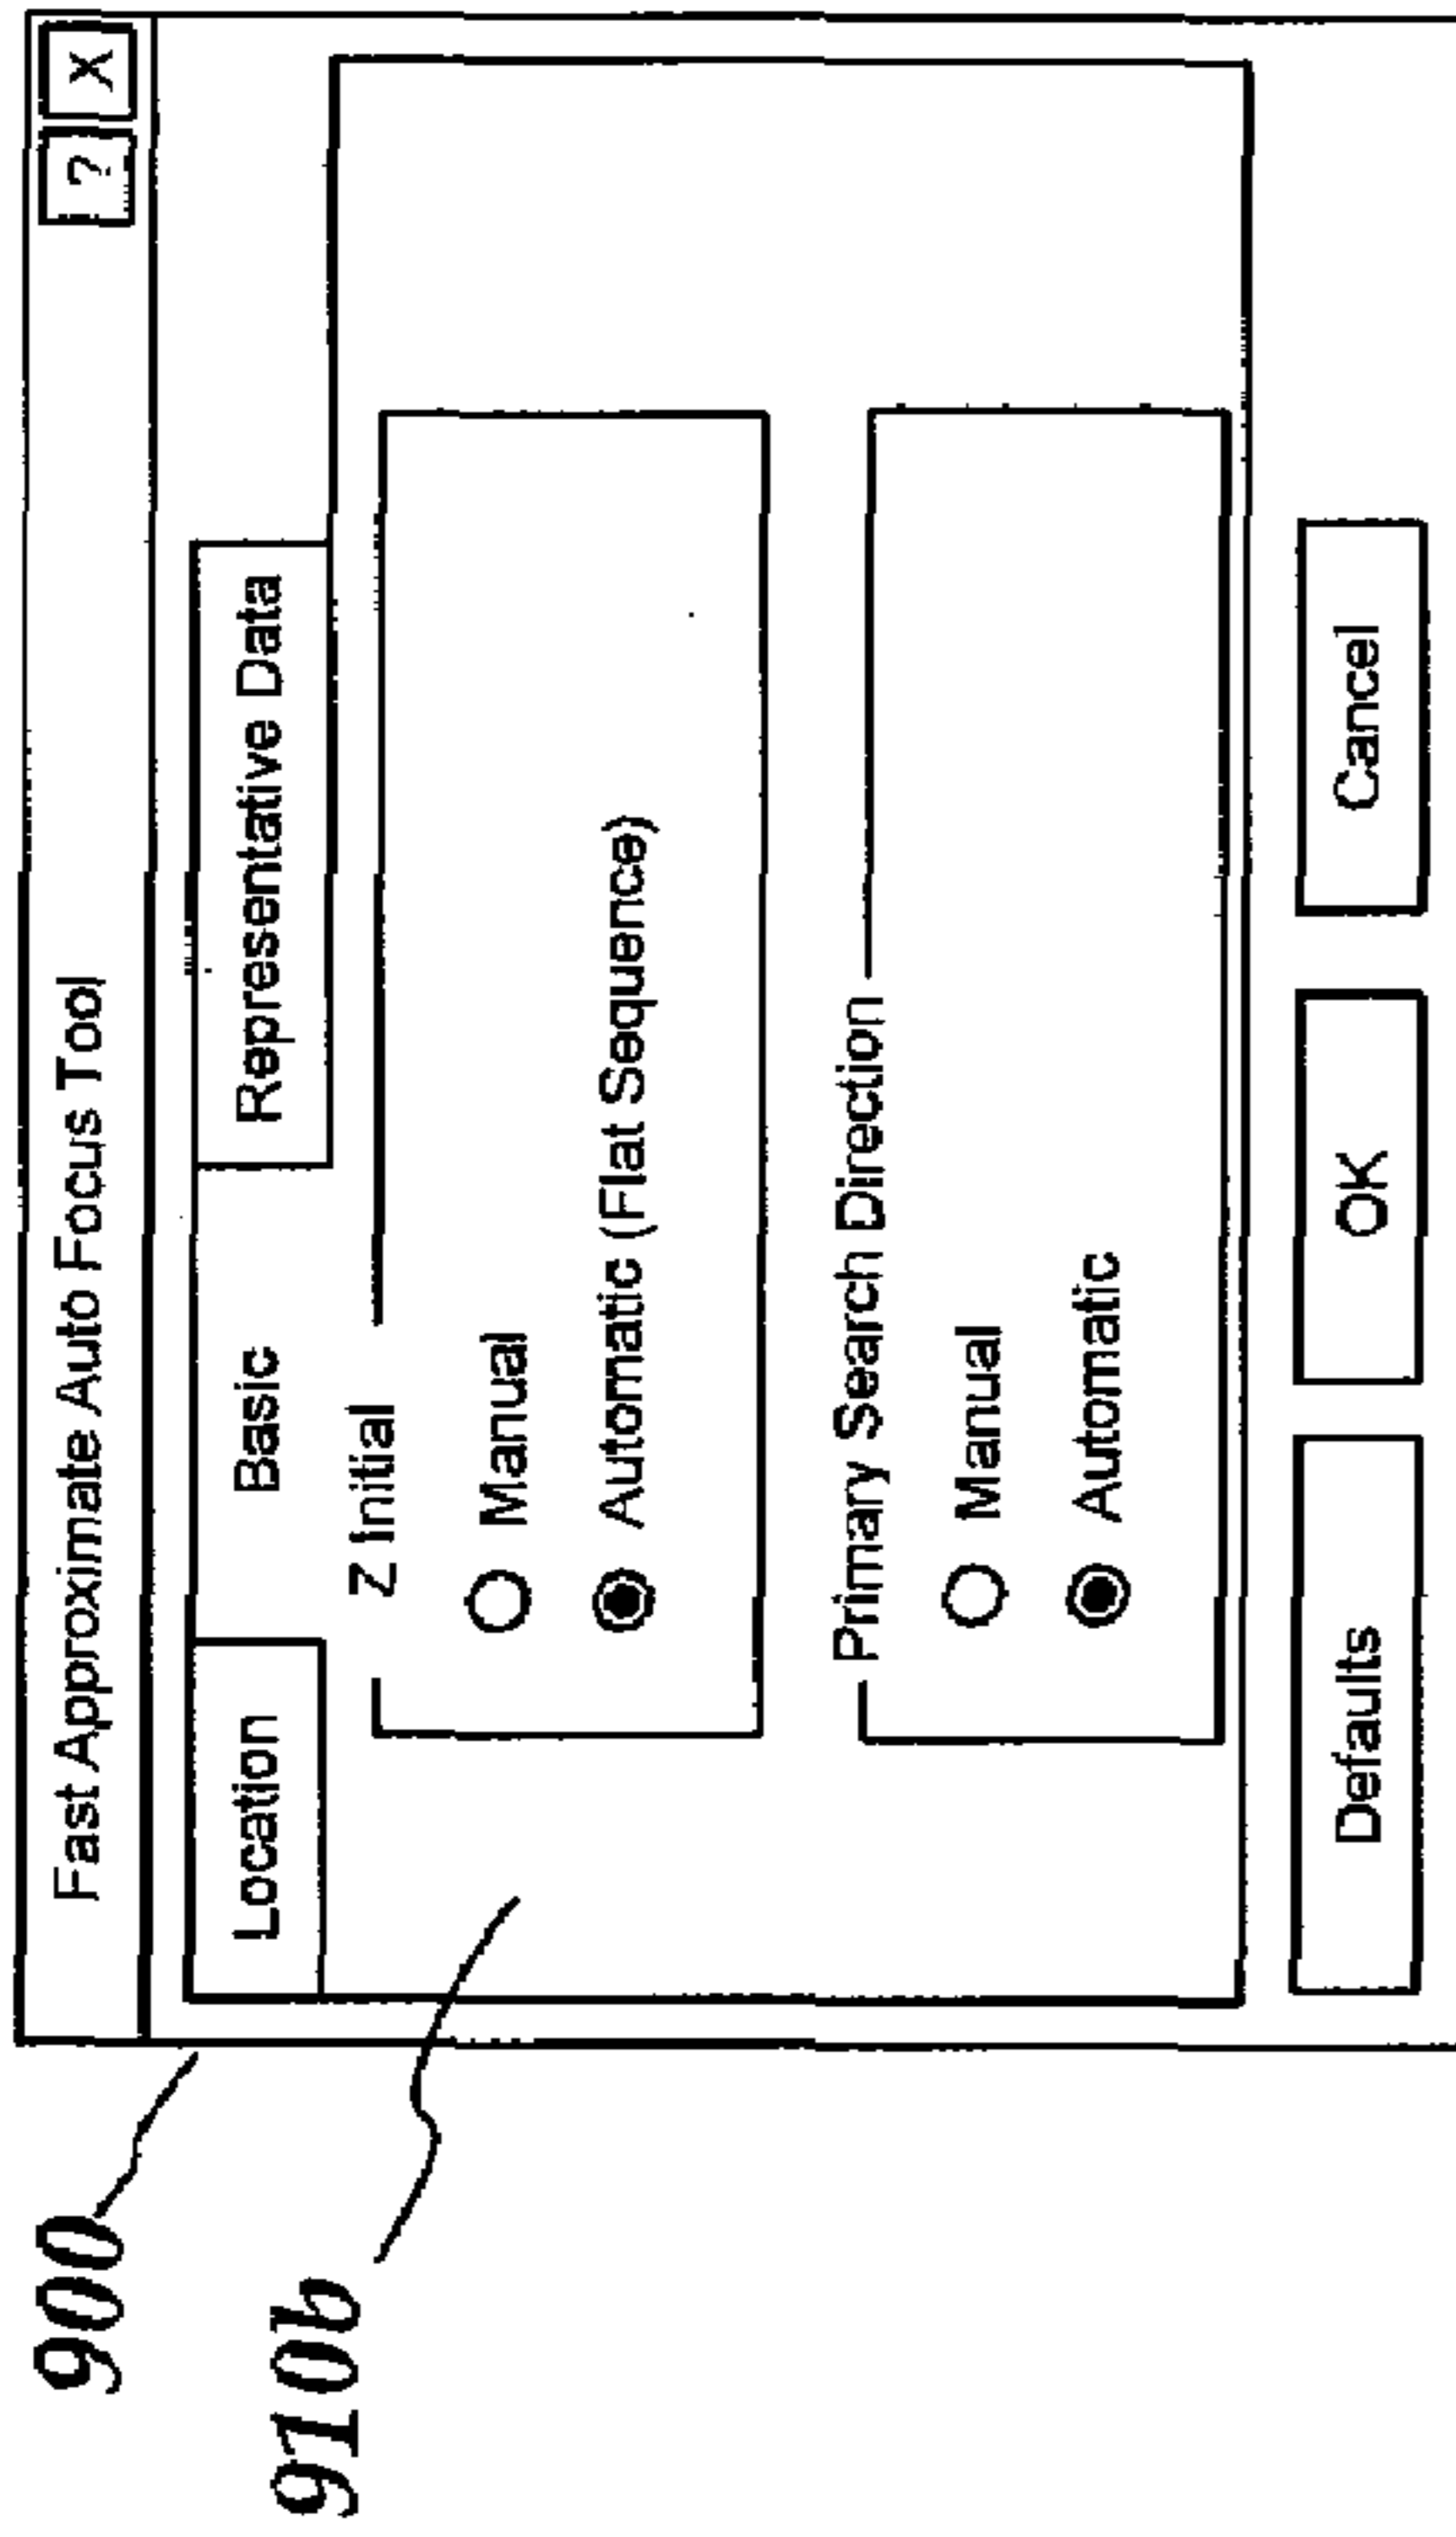 900
910b
Fast Approximate Auto Focus Tool ? X
Location Basic Representative Data
Z Initial
Manual
Automatic (Flat Sequence)
Primary Search Direction
Manual
Automatic
Defaults OK Cancel